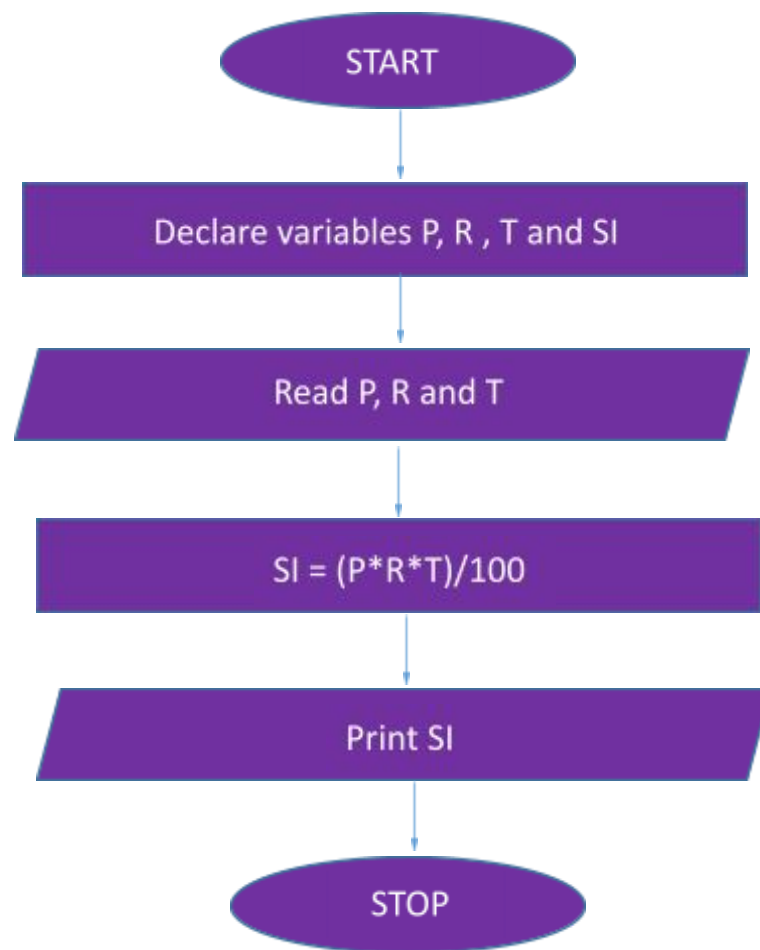 START
Declare variables P, R , T and SI
Read P, R and T
SI = (P*R*T)/100
Print SI
STOP